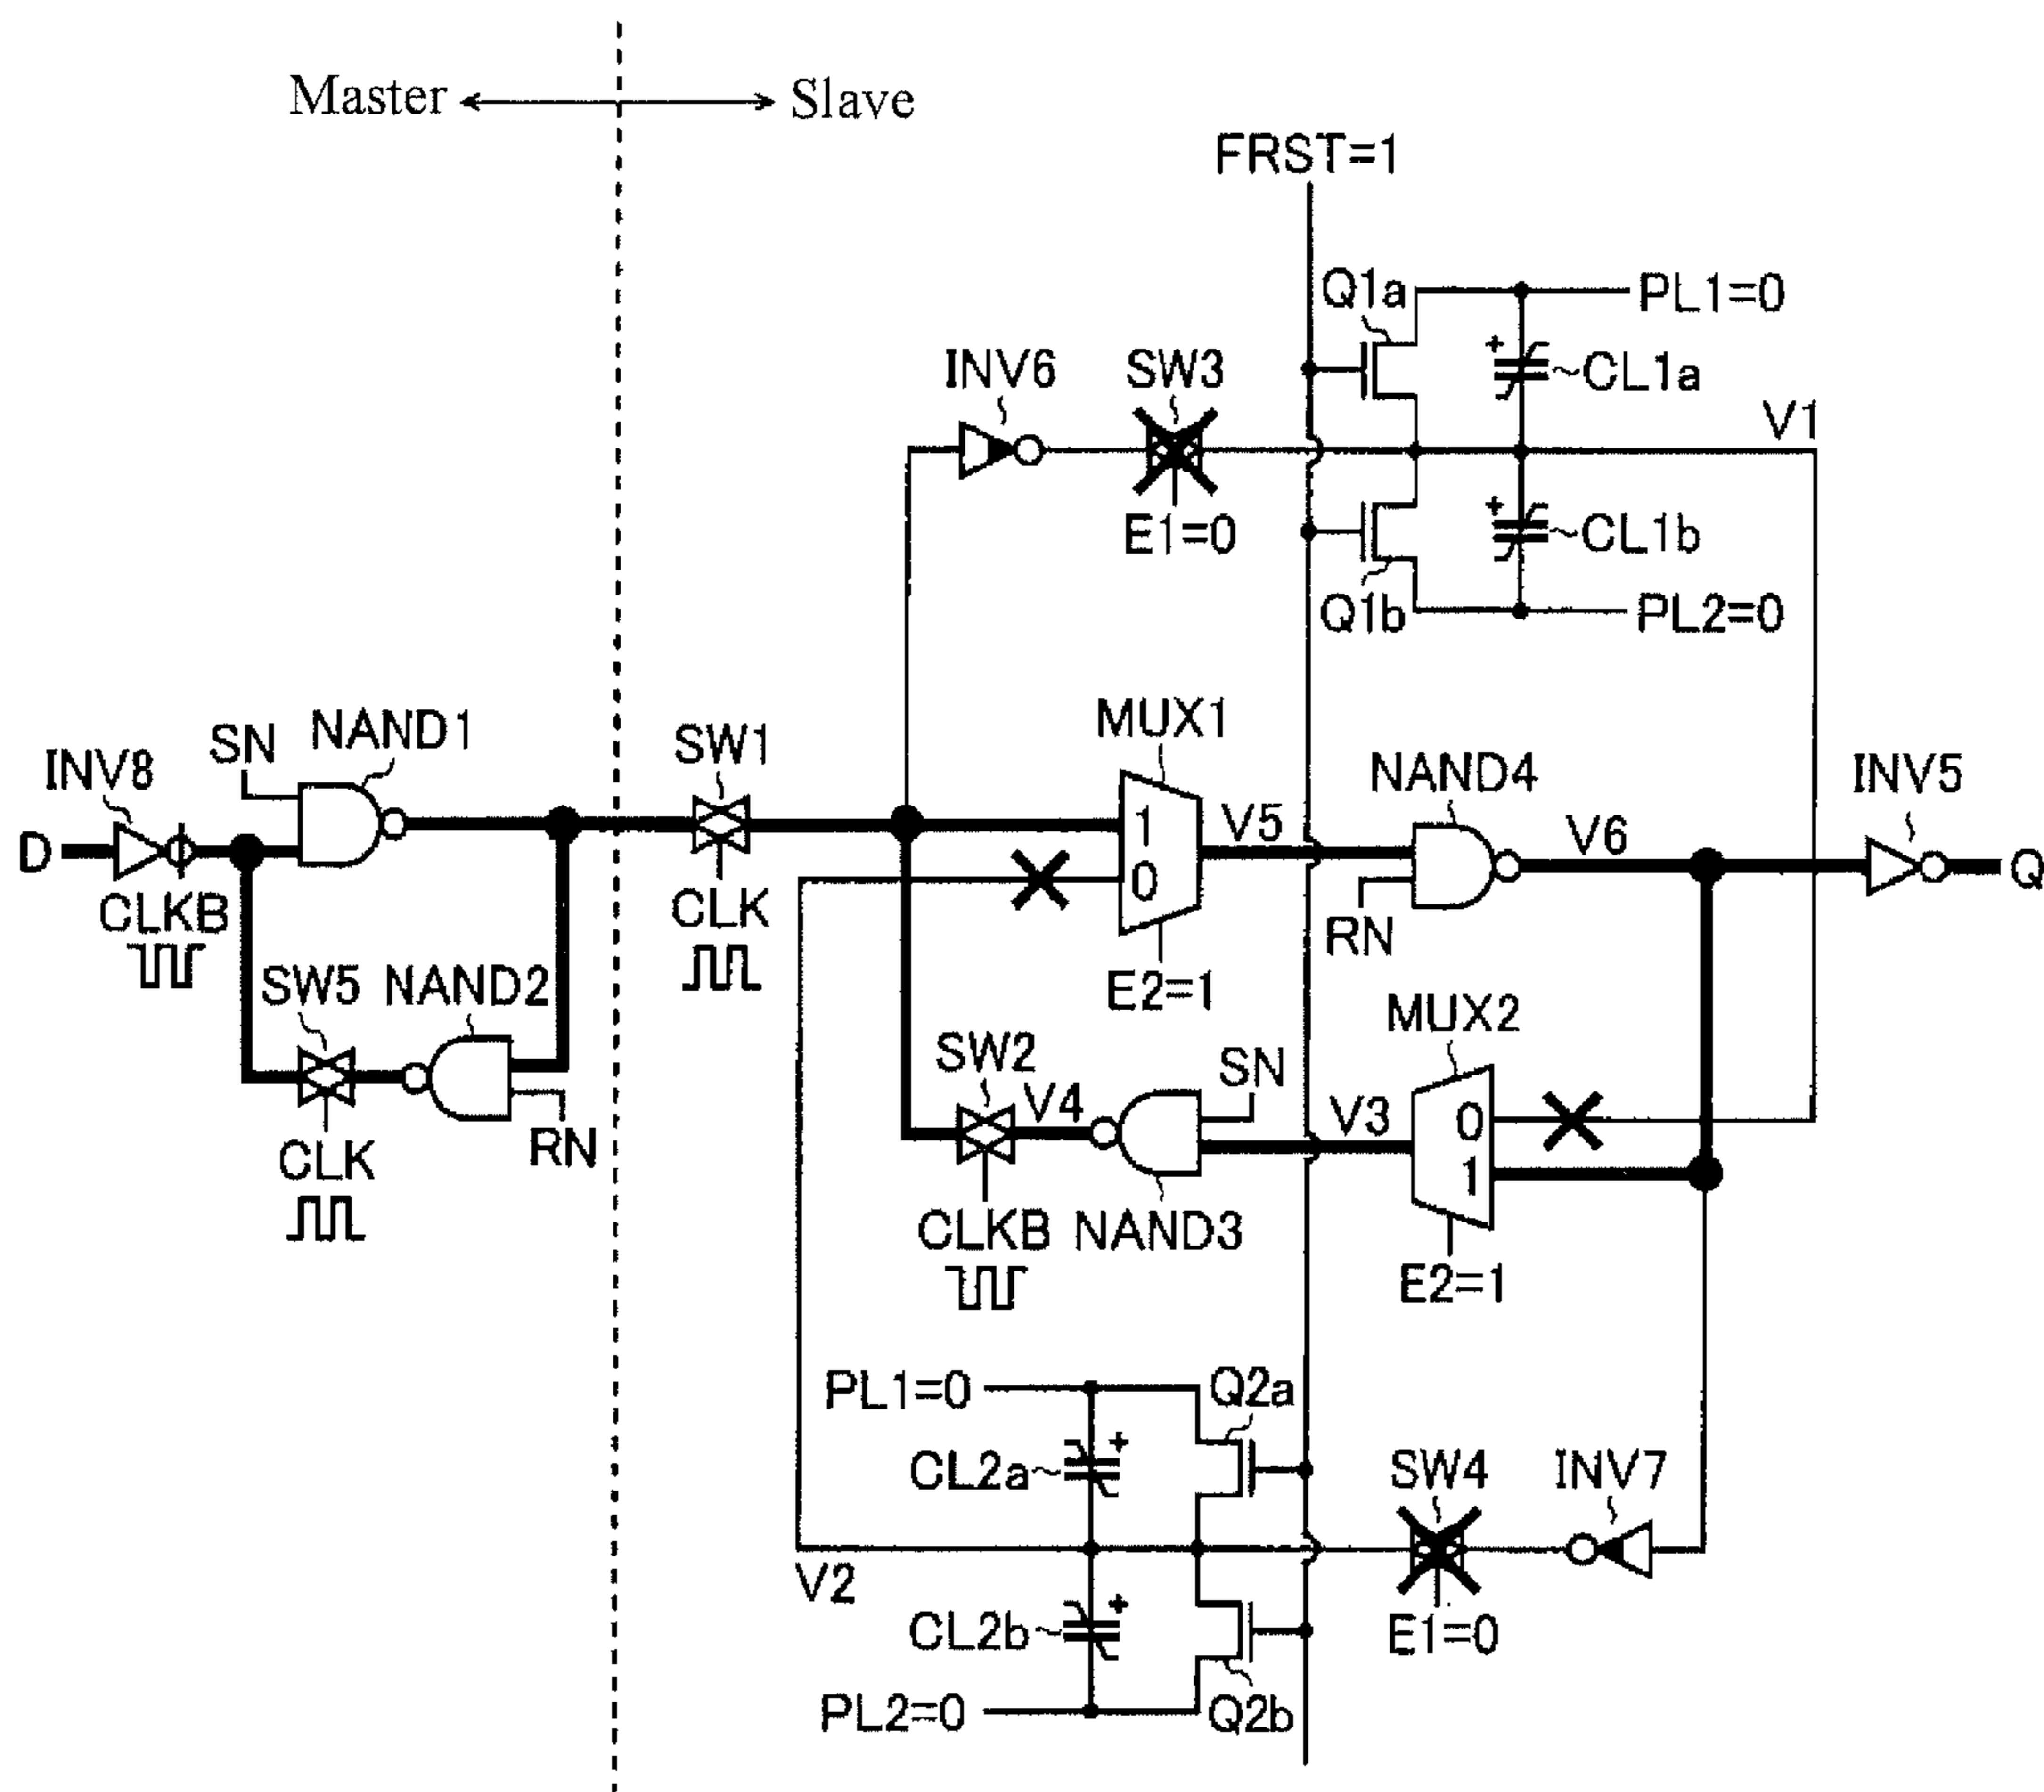 Master Slave
FRST=1
Q1a
PL1=0
INV6
SW3
CL1a
V1
E1=0
CL1b
Q1b
PL2=0
INV8
SN
NAND1
SW1
MUX1
NAND4
INV5
D
1
V5
V6
0
Q
CLKB
CLK
RN
SW5
NAND2
E2=1
MUX2
SW2
SN
V4
V3
0
CLK
RN
1
CLKB
NAND3
E2=1
PL1=0
Q2a
CL2a
SW4
INV7
V2
CL2b
E1=0
PL2=0
Q2b
+
+
+
+